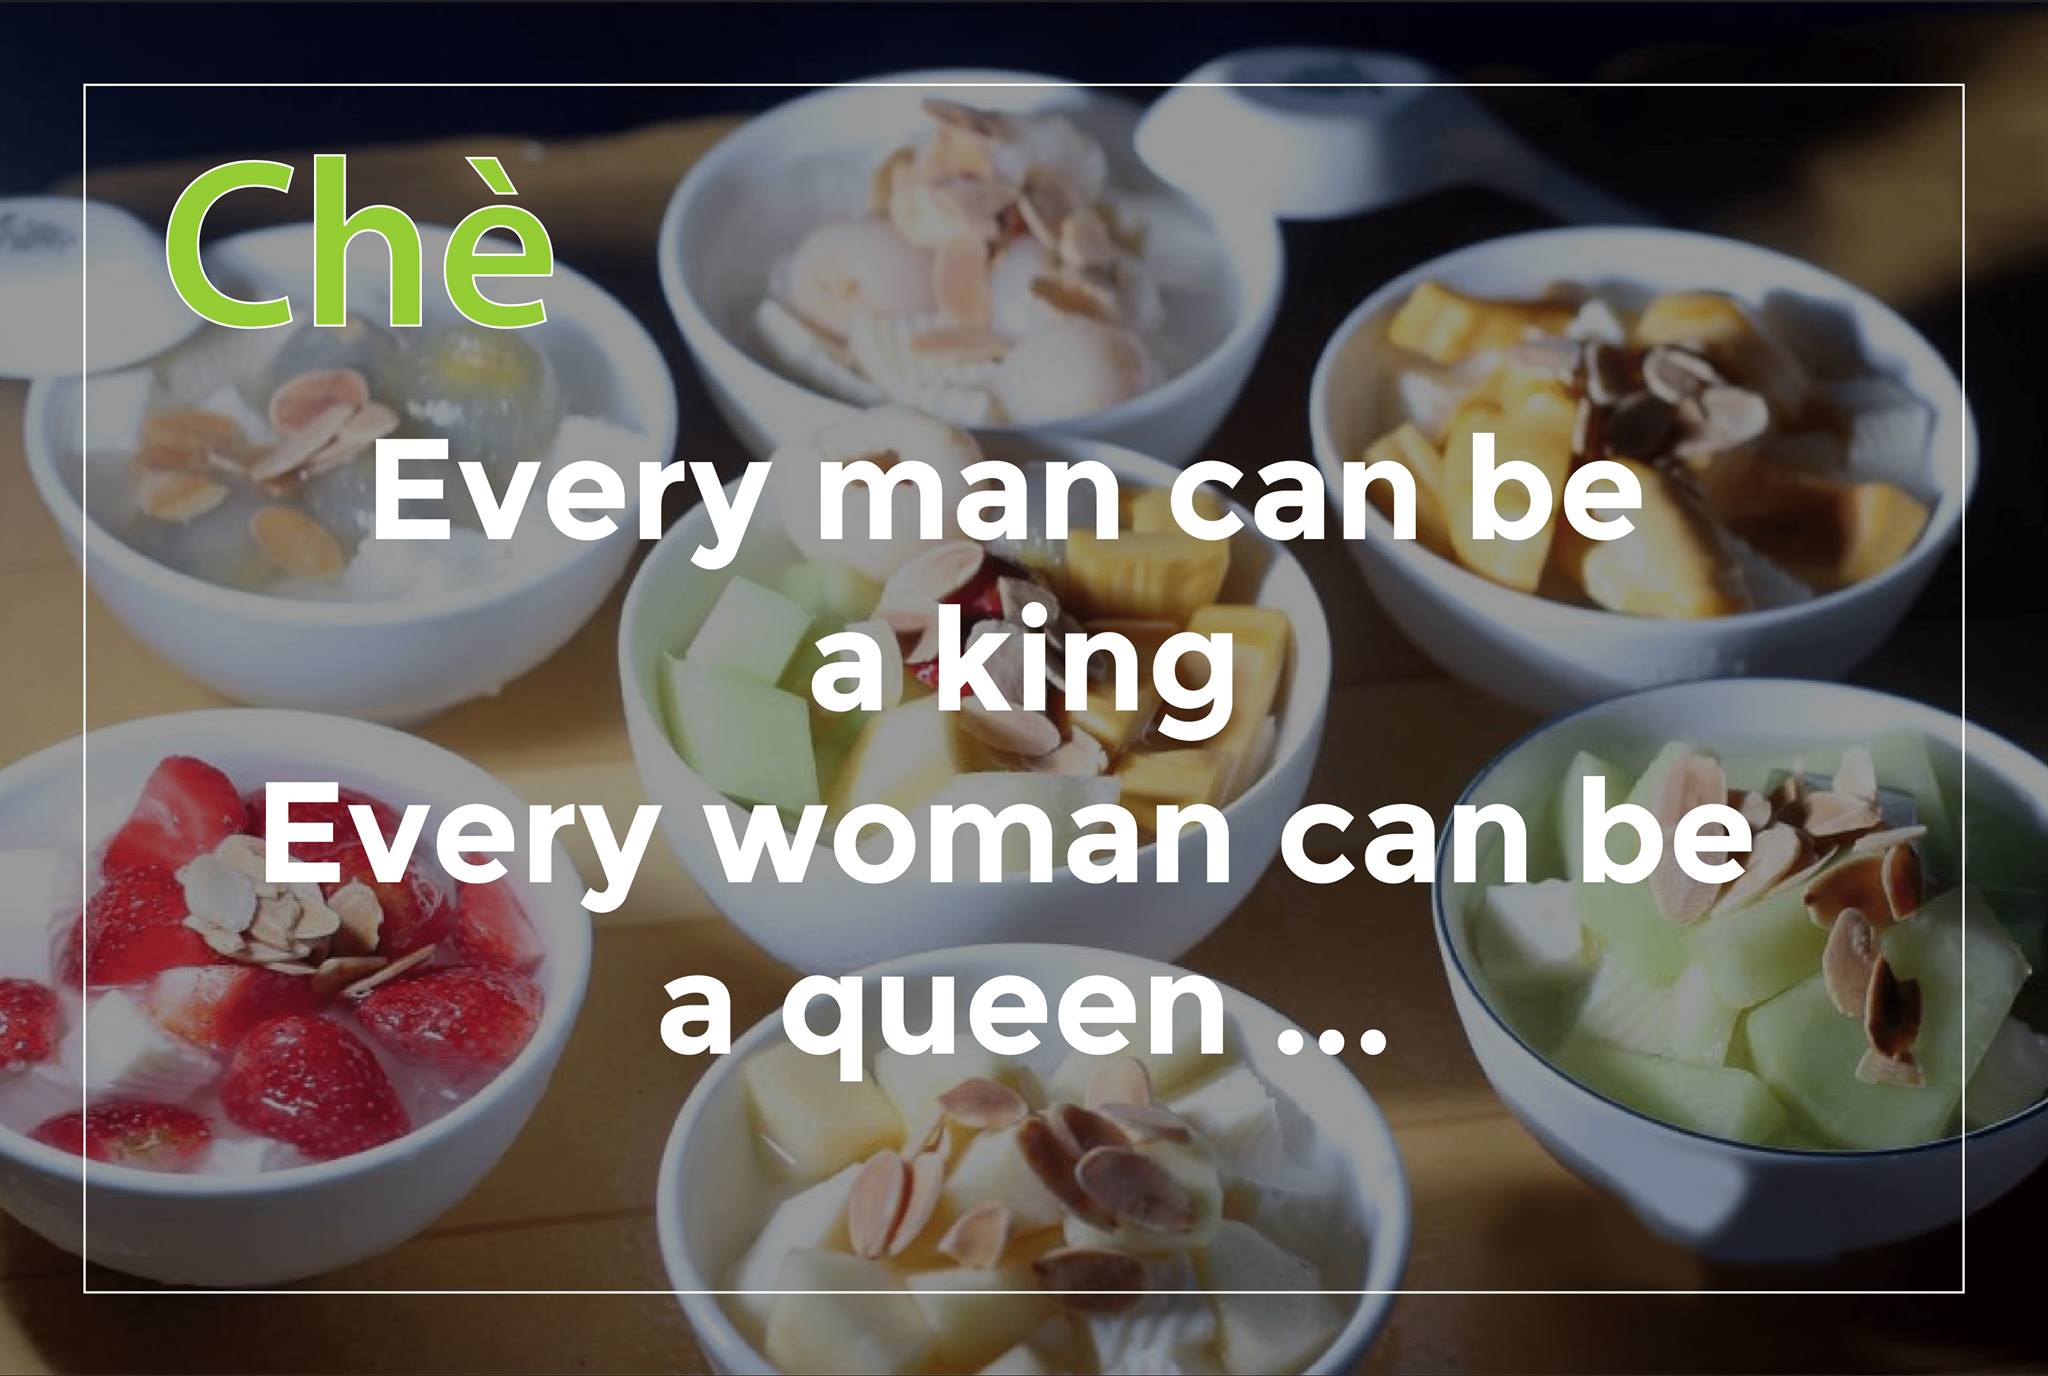 Chè
Every man can be
a king
Every woman can be
a queen ...